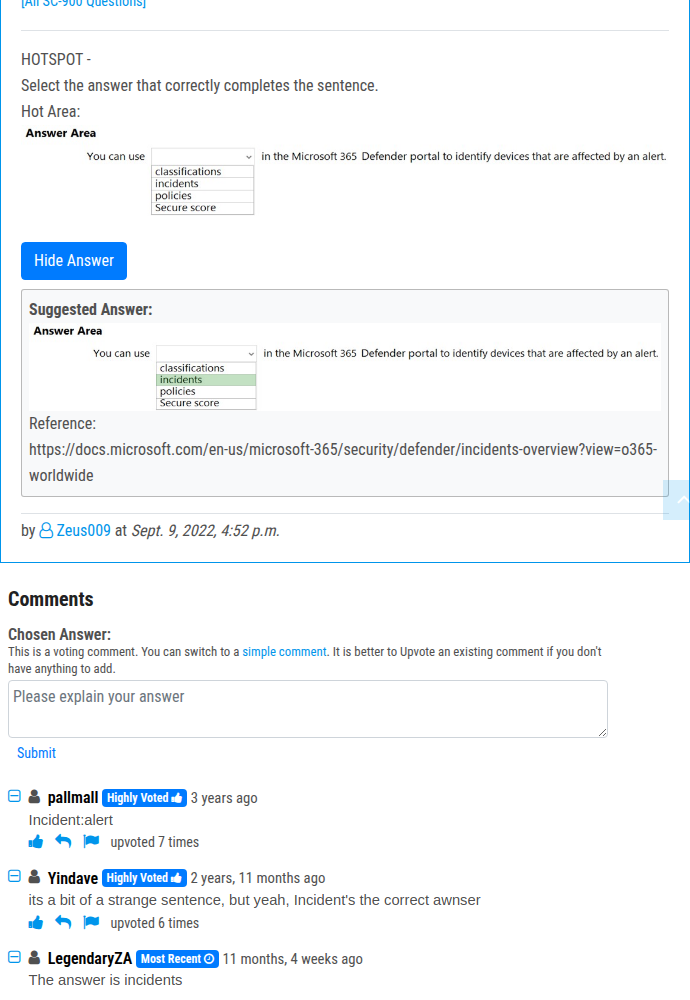 [All SC-900 Questions]
HOTSPOT -
Select the answer that correctly completes the sentence.
Hot Area:
Answer Area
You can use in the Microsoft 365 Defender portal to identify devices that are affected by an alert.
classifications
incidents
policies
Secure score
Hide Answer
Suggested Answer:
Answer Area
You can use in the Microsoft 365 Defender portal to identify devices that are affected by an alert.
classifications
incidents
policies
Secure score
Reference:
https://docs.microsoft.com/en-us/microsoft-365/security/defender/incidents-overview?view=o365-
worldwide
by Zeus009 at Sept. 9, 2022, 4:52 p.m.
Comments
Chosen Answer:
This is a voting comment. You can switch to a simple comment. It is better to Upvote an existing comment if you don't
have anything to add.
Please explain your answer
Submit
pallmall Highly Voted 3 years ago
Incident:alert
upvoted 7 times
Yindave Highly Voted 2 years, 11 months ago
its a bit of a strange sentence, but yeah, Incident's the correct awnser
upvoted 6 times
LegendaryZA Most Recent 11 months, 4 weeks ago
The answer is incidents